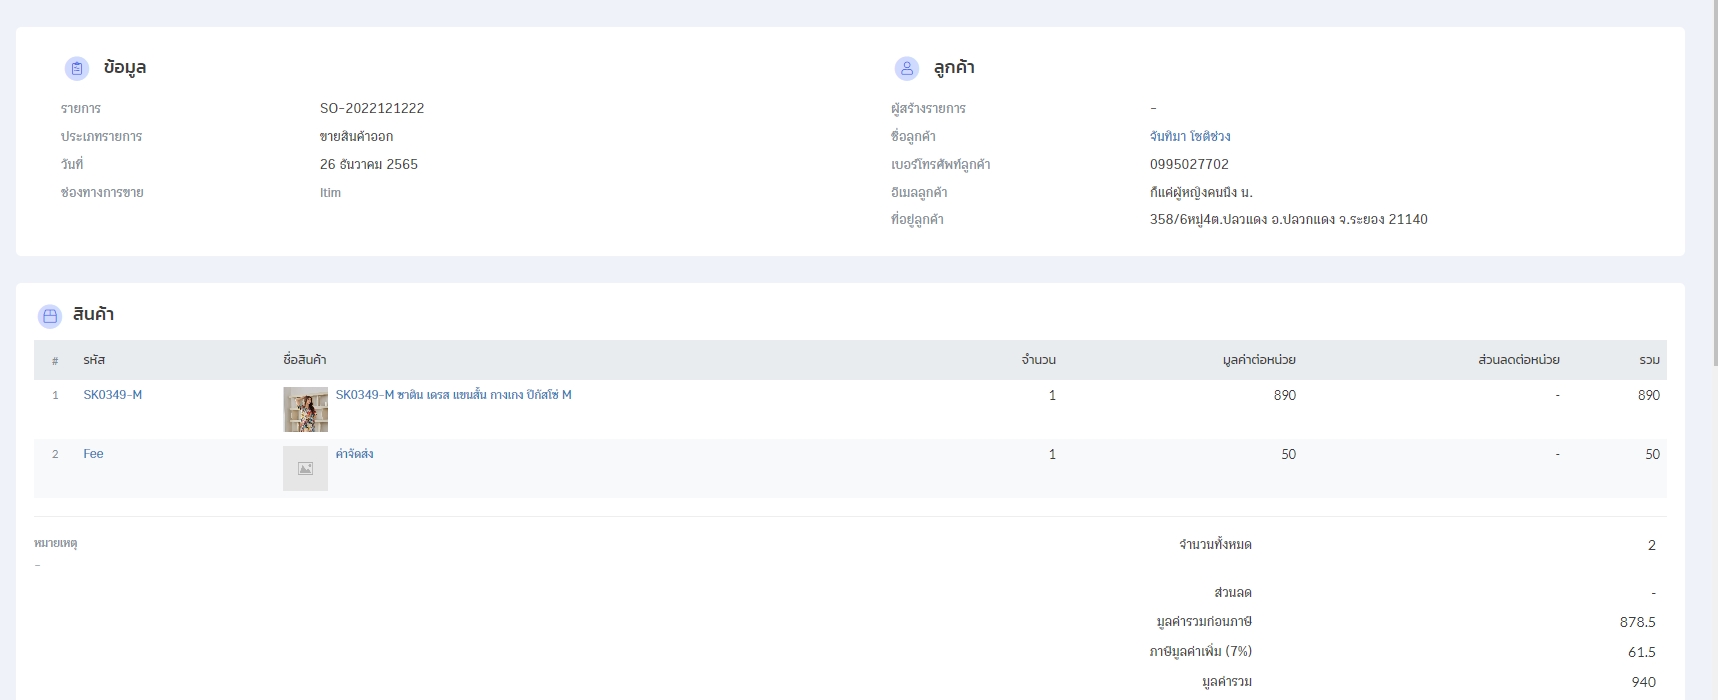 ข้อมูล
รายการ SO-2022121222
ประเภทรายการ ขายสินค้าออก
วันที่ 26 ธันวาคม 2565
ช่องทางการขาย Itim
ลูกค้า
ผู้สร้างรายการ -
ชื่อลูกค้า จันทิมา โชติช่วง
เบอร์โทรศัพท์ลูกค้า 0995027702
อีเมลลูกค้า ก็แค่ผู้หญิงคนนึง น.
ที่อยู่ลูกค้า 358/6หมู่4ต.ปลวแดง อ.ปลวกแดง จ.ระยอง 21140
สินค้า
# รหัส ชื่อสินค้า จำนวน มูลค่าต่อหน่วย ส่วนลดต่อหน่วย รวม
1 SK0349-M SK0349-M ซาติน เดรส แขนสั้น กางเกง ปีกัสโซ่ M 1 890 - 890
2 Fee ค่าจัดส่ง 1 50 - 50
หมายเหตุ
-
จำนวนทั้งหมด 2
ส่วนลด -
มูลค่ารวมก่อนภาษี 878.5
ภาษีมูลค่าเพิ่ม (7%) 61.5
มูลค่ารวม 940